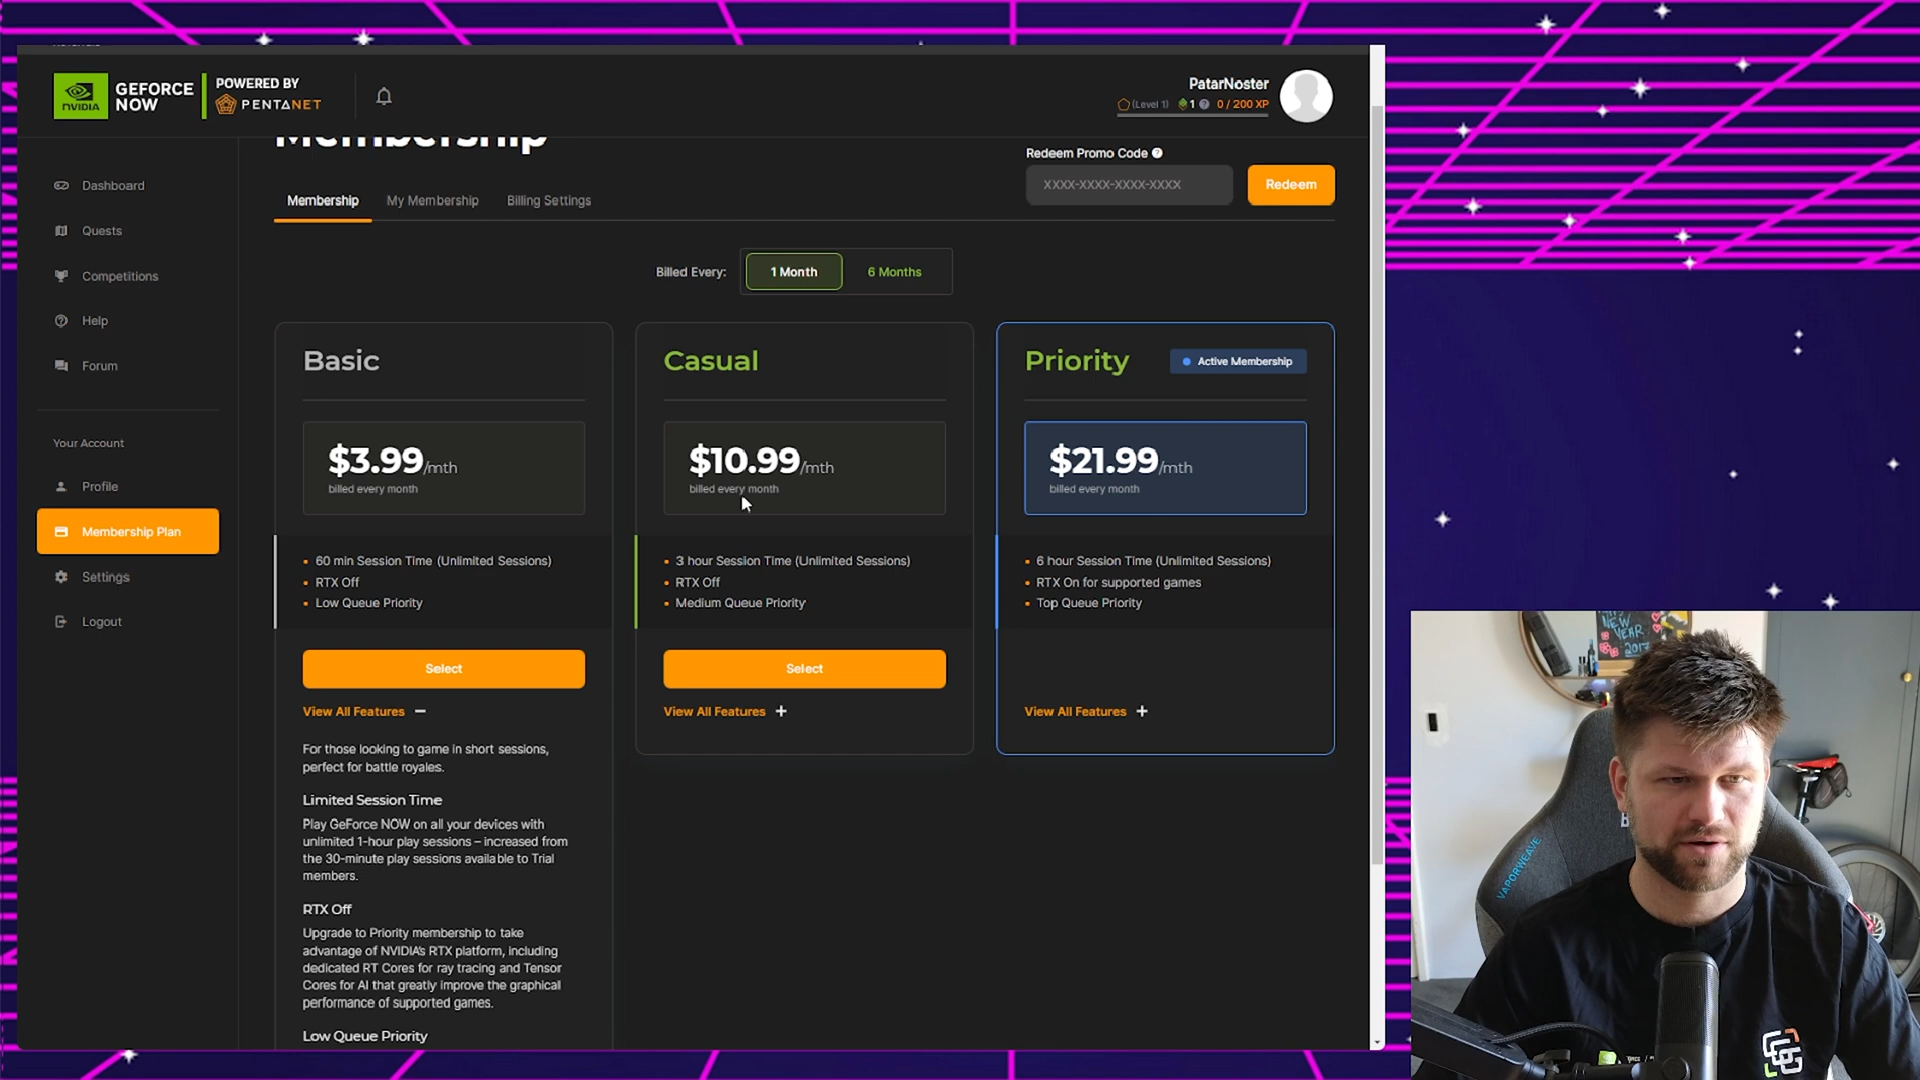 NVIDIA
GEFORCE
NOW
POWERED BY
PENTANET
PatarNoster
(Level 1) 1 0 / 200 XP
Membership
Redeem Promo Code
XXXX-XXXX-XXXX-XXXX
Redeem
Membership
My Membership
Billing Settings
Dashboard
Quests
Competitions
Help
Forum
Your Account
Profile
Membership Plan
Settings
Logout
Billed Every:
1 Month
6 Months
Basic
$3.99/mth
billed every month
60 min Session Time (Unlimited Sessions)
RTX Off
Low Queue Priority
Select
View All Features
For those looking to game in short sessions,
perfect for battle royales.
Limited Session Time
Play GeForce NOW on all your devices with
unlimited 1-hour play sessions – increased from
the 30-minute play sessions available to Trial
members.
RTX Off
Upgrade to Priority membership to take
advantage of NVIDIA's RTX platform, including
dedicated RT Cores for ray tracing and Tensor
Cores for AI that greatly improve the graphical
performance of supported games.
Low Queue Priority
Casual
$10.99/mth
billed every month
3 hour Session Time (Unlimited Sessions)
RTX Off
Medium Queue Priority
Select
View All Features
Priority
Active Membership
$21.99/mth
billed every month
6 hour Session Time (Unlimited Sessions)
RTX On for supported games
Top Queue Priority
View All Features
NEW
YEAR
2017
VAPORWEAVE